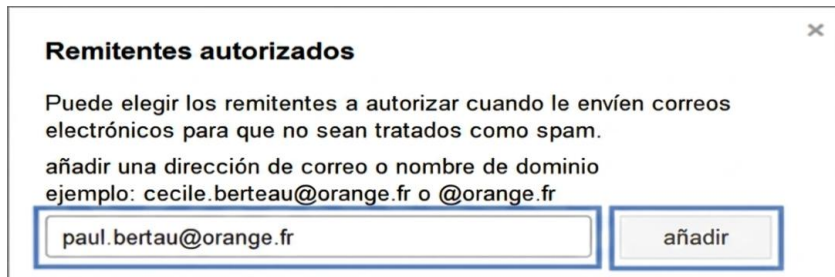 ×
Remitentes autorizados
Puede elegir los remitentes a autorizar cuando le envíen correos
electrónicos para que no sean tratados como spam.
añadir una dirección de correo o nombre de dominio
ejemplo: cecile.berteau@orange.fr o @orange.fr
paul.bertau@orange.fr añadir